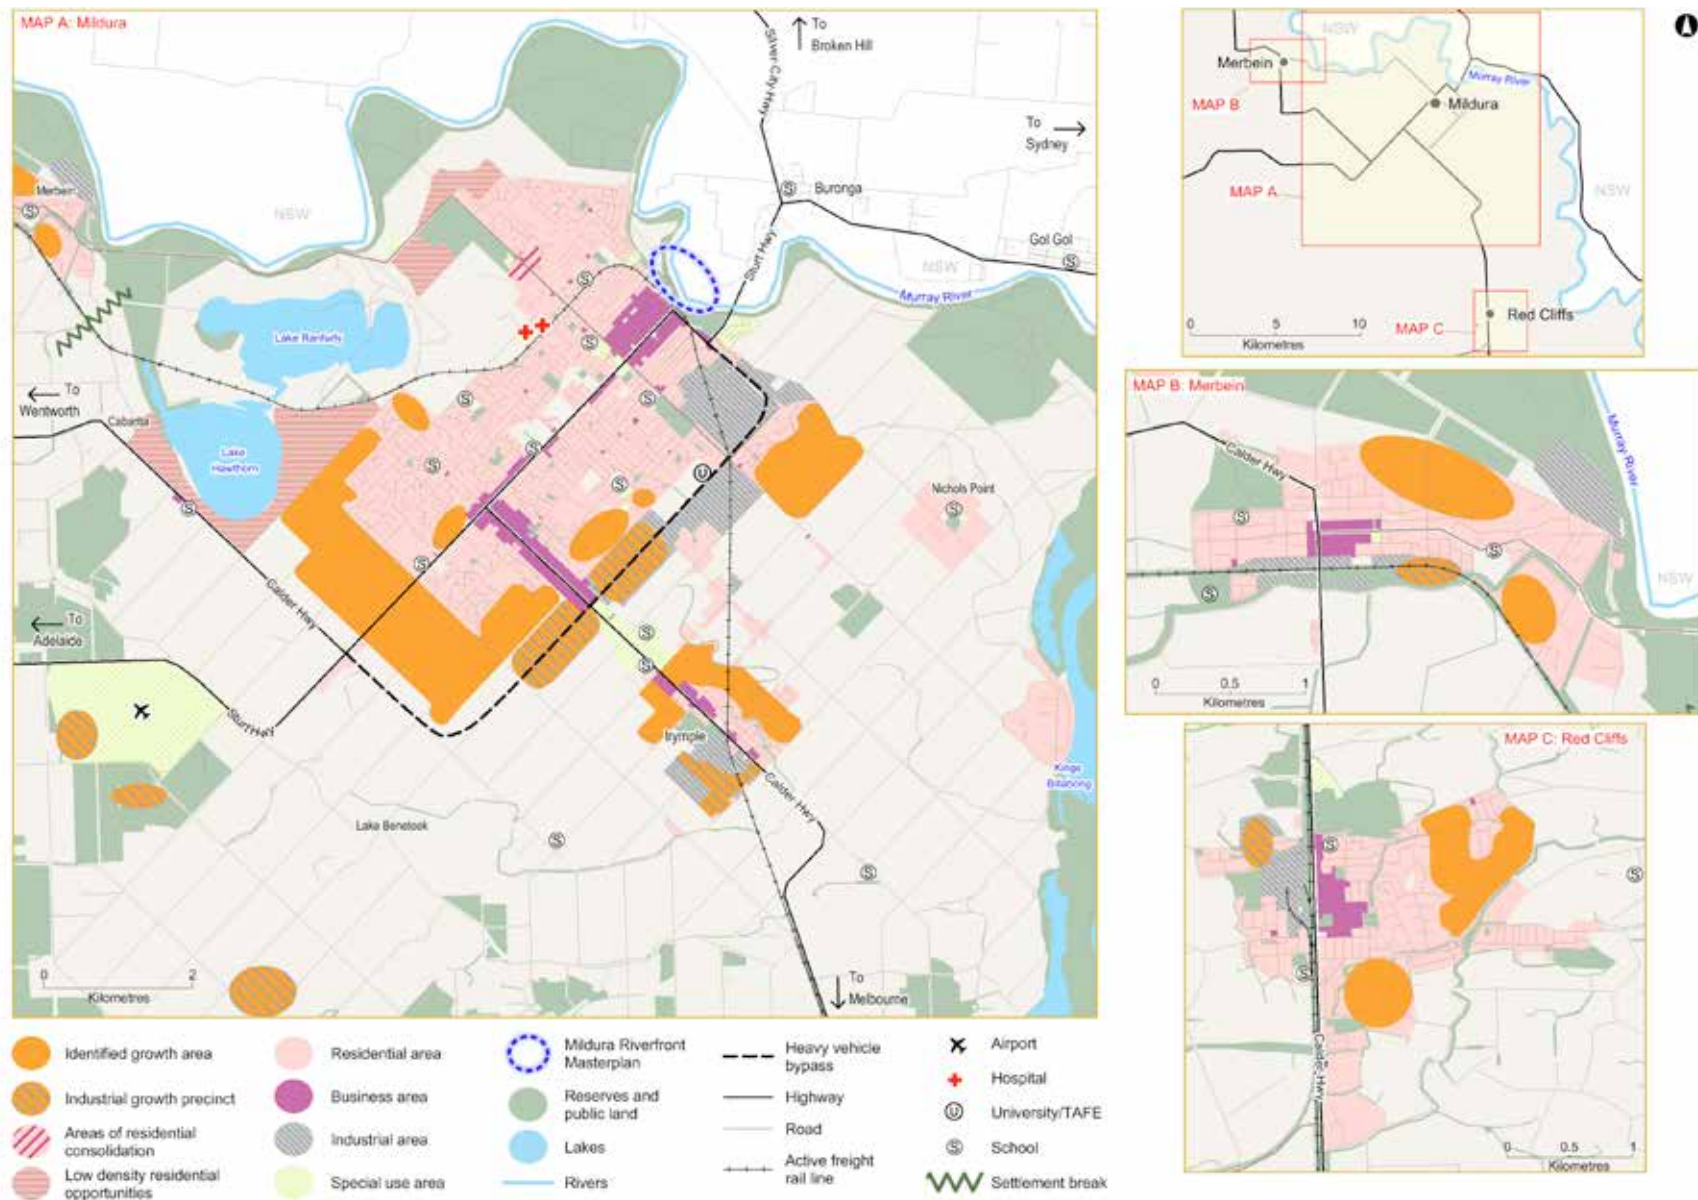 MAP A: Mildura
To
Broken Hill
Silver City Hwy
To
Sydney
Merbein
NSW
Buronga
Gol Gol
Sturt Hwy
NSW
Murray River
Lake Ranfurly
To
Wentworth
Cabarita
Lake
Hawthorn
Nichols Point
Calder Hwy
To
Adelaide
Sturt Hwy
Irymple
Kings
Billabong
Calder Hwy
Lake Benetook
0 2
Kilometres
To
Melbourne
NSW
Merbein
Murray River
MAP B
Mildura
MAP A
NSW
Red Cliffs
MAP C
0 5 10
Kilometres
MAP B: Merbein
Calder Hwy
Murray River
NSW
0 0.5 1
Kilometres
MAP C: Red Cliffs
Calder Hwy
0 0.5 1
Kilometres
Identified growth area
Industrial growth precinct
Areas of residential
consolidation
Low density residential
opportunities
Residential area
Business area
Industrial area
Special use area
Mildura Riverfront
Masterplan
Reserves and
public land
Lakes
Rivers
Heavy vehicle
bypass
Highway
Road
Active freight
rail line
Airport
Hospital
U University/TAFE
S School
Settlement break